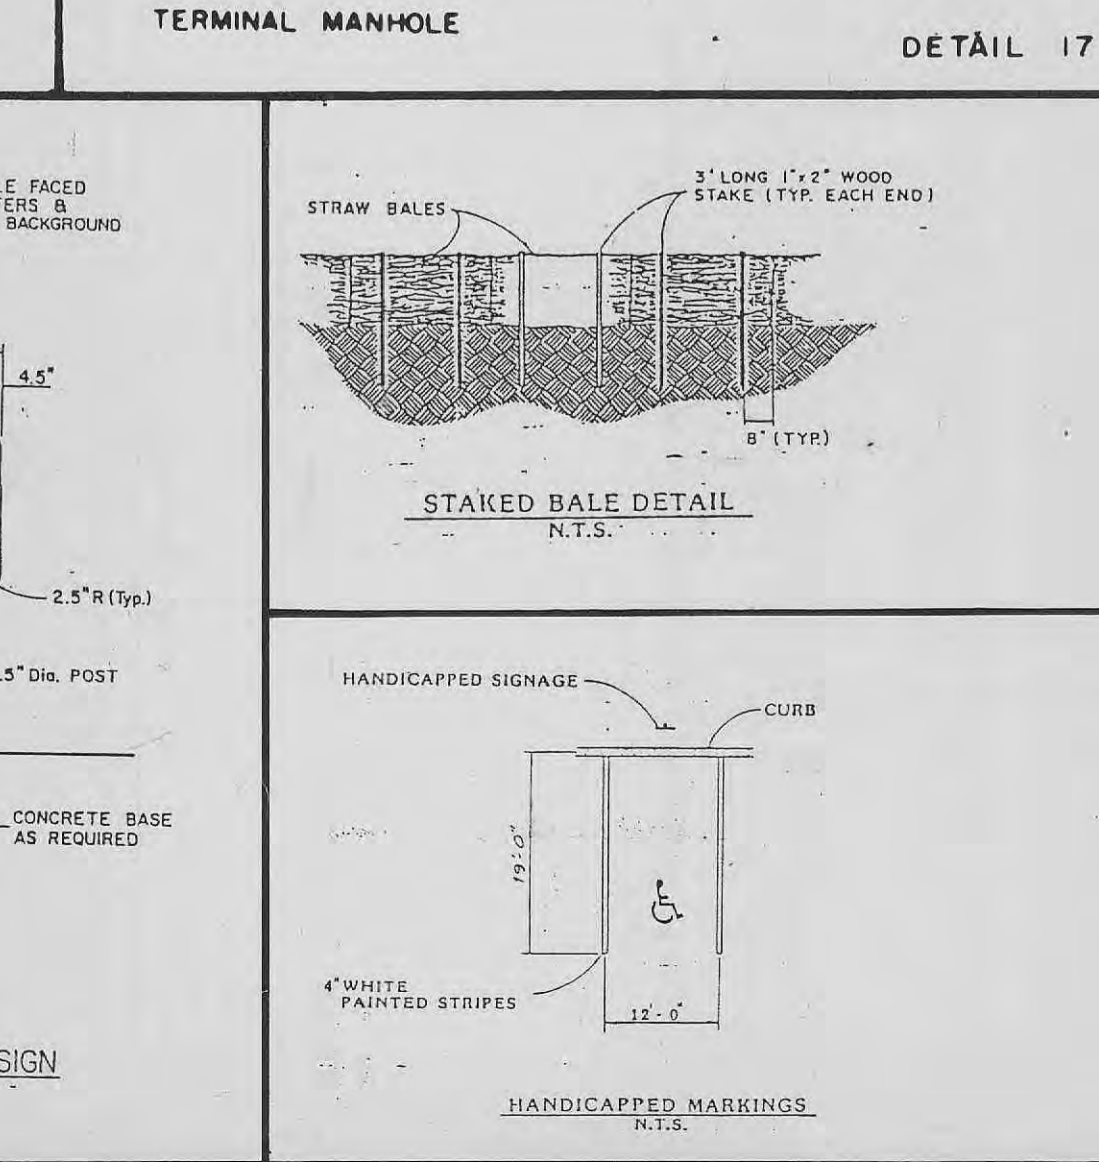 TERMINAL MANHOLE
DETAIL 17
FACED
&
BACKGROUND
4.5"
2.5" R (Typ.)
.5" Dia. POST
CONCRETE BASE
AS REQUIRED
SIGN
STRAW BALES
3' LONG 1" x 2" WOOD
STAKE (TYP. EACH END)
8" (TYP.)
STAKED BALE DETAIL
N.T.S.
HANDICAPPED SIGNAGE
CURB
19'-0"
4" WHITE
PAINTED STRIPES
12'-0"
HANDICAPPED MARKINGS
N.T.S.